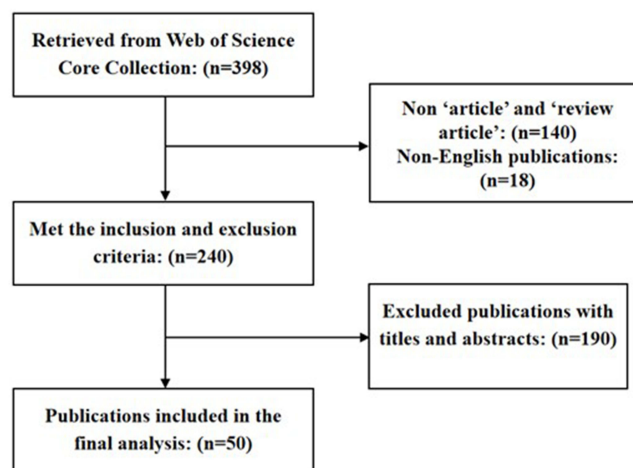 Retrieved from Web of Science
Core Collection: (n=398)
Non ‘article’ and ‘review
article’: (n=140)
Non-English publications:
(n=18)
Met the inclusion and exclusion
criteria: (n=240)
Excluded publications with
titles and abstracts: (n=190)
Publications included in the
final analysis: (n=50)